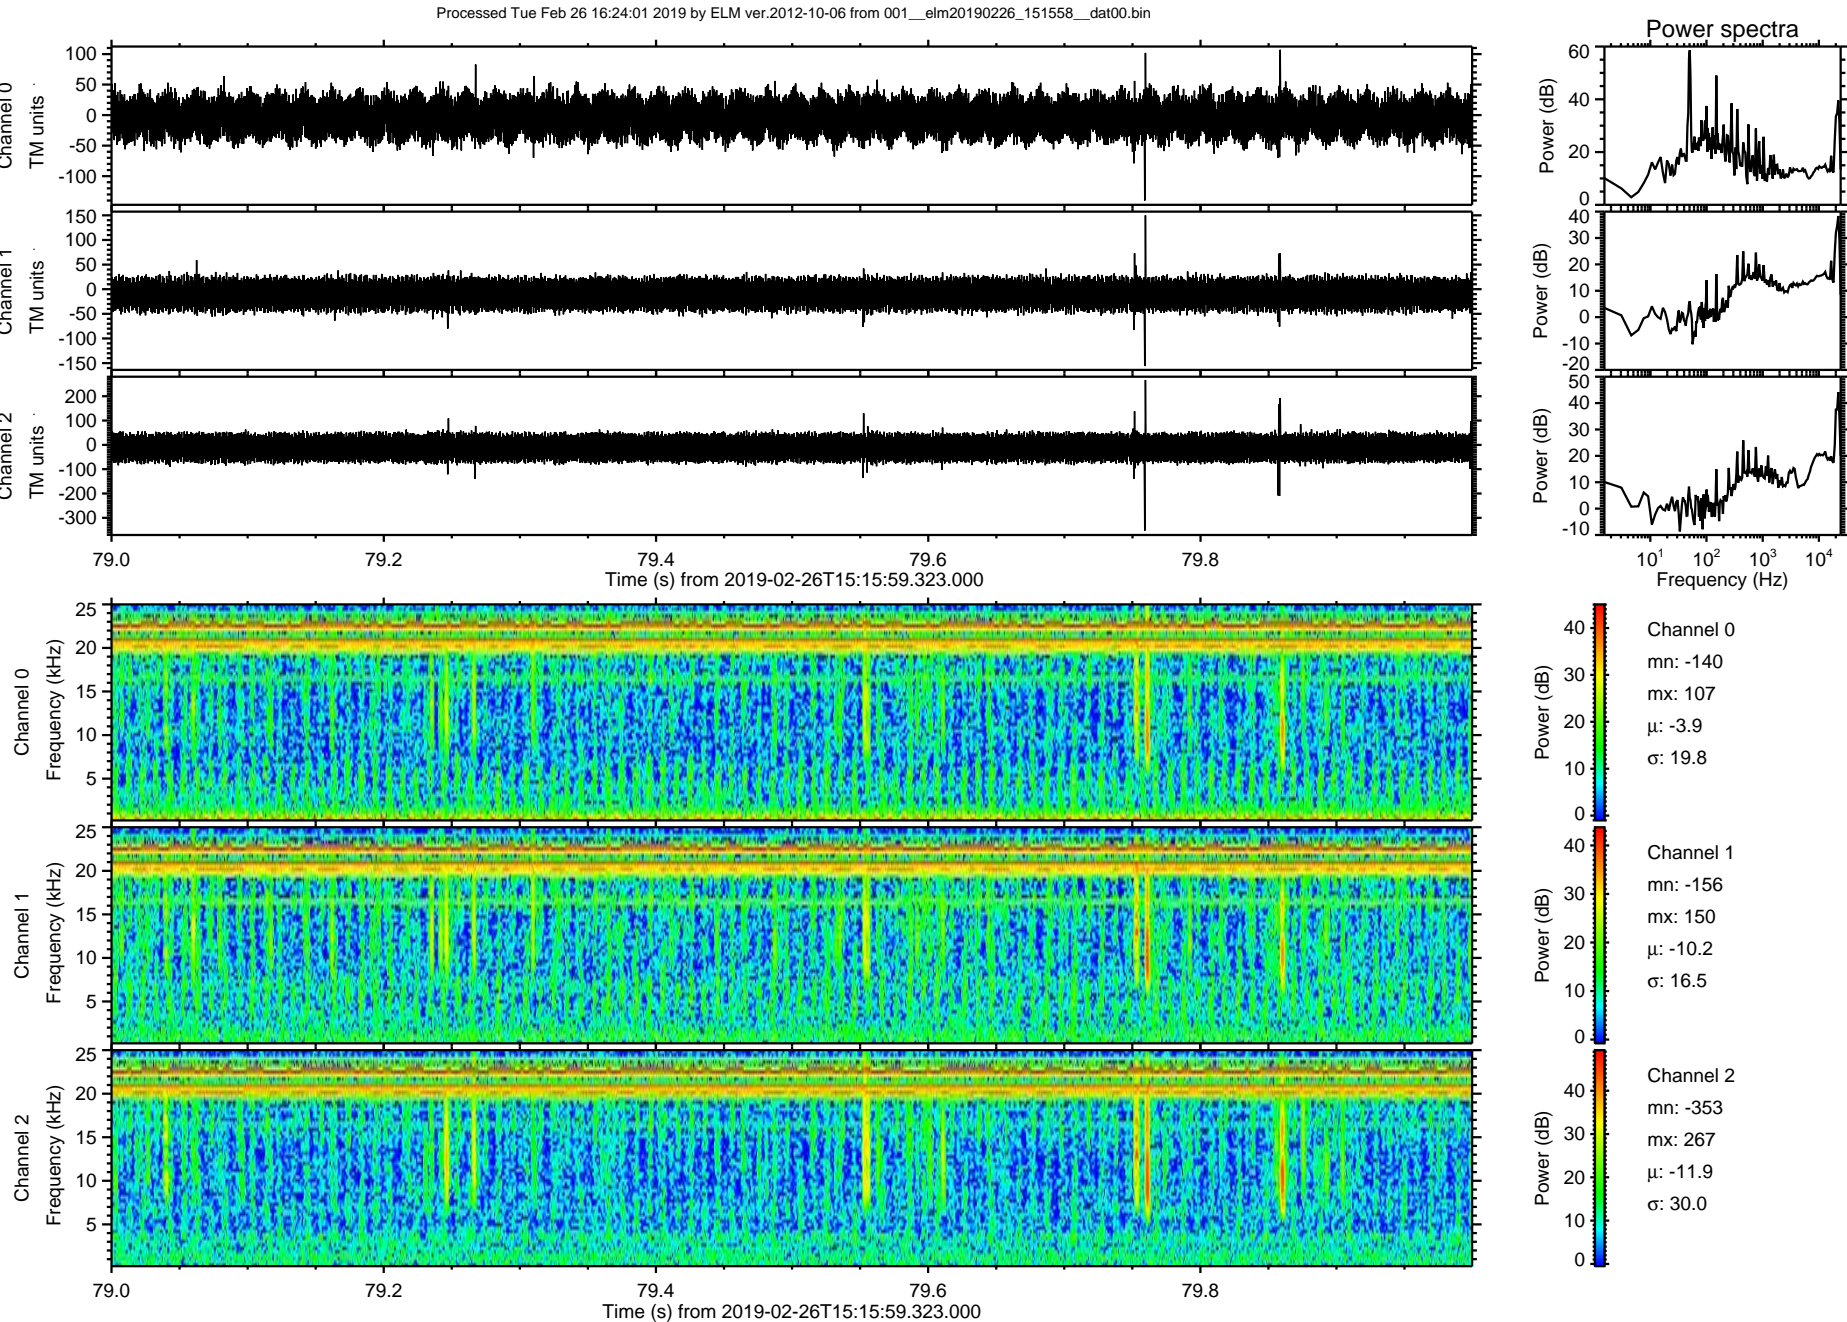 Processed Tue Feb 26 16:24:01 2019 by ELM ver.2012-10-06 from 001__elm20190226_151558__dat00.bin
Power spectra
Channel 0
TM units
100
50
0
-50
-100
Power (dB)
60
40
20
0
Channel 1
TM units
150
100
50
0
-50
-100
-150
Power (dB)
40
30
20
10
0
-10
-20
Channel 2
TM units
200
100
0
-100
-200
-300
Power (dB)
50
40
30
20
10
0
-10
79.0 79.2 79.4 79.6 79.8
Time (s) from 2019-02-26T15:15:59.323.000
10¹ 10² 10³ 10⁴
Frequency (Hz)
Channel 0
Frequency (kHz)
25
20
15
10
5
Power (dB)
40
30
20
10
0
Channel 0
mn: -140
mx: 107
μ: -3.9
σ: 19.8
Channel 1
Frequency (kHz)
25
20
15
10
5
Power (dB)
40
30
20
10
0
Channel 1
mn: -156
mx: 150
μ: -10.2
σ: 16.5
Channel 2
Frequency (kHz)
25
20
15
10
5
Power (dB)
40
30
20
10
0
Channel 2
mn: -353
mx: 267
μ: -11.9
σ: 30.0
79.0 79.2 79.4 79.6 79.8
Time (s) from 2019-02-26T15:15:59.323.000